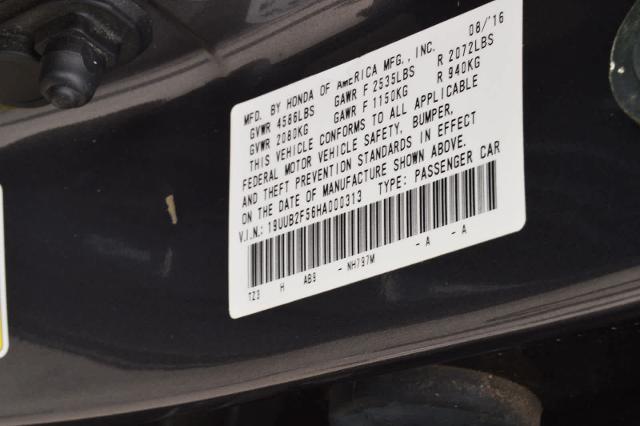 MFD. BY HONDA OF AMERICA MFG., INC. 08/'16
GVWR 4586LBS GAWR F 2535LBS R 2072LBS
GVWR 2080KG GAWR F 1150KG R 940KG
THIS VEHICLE CONFORMS TO ALL APPLICABLE
FEDERAL MOTOR VEHICLE SAFETY, BUMPER,
AND THEFT PREVENTION STANDARDS IN EFFECT
ON THE DATE OF MANUFACTURE SHOWN ABOVE.
V.I.N.: 19UUB2F56HA000313 TYPE: PASSENGER CAR
TZ3 H AB9 - NH797M - A - A